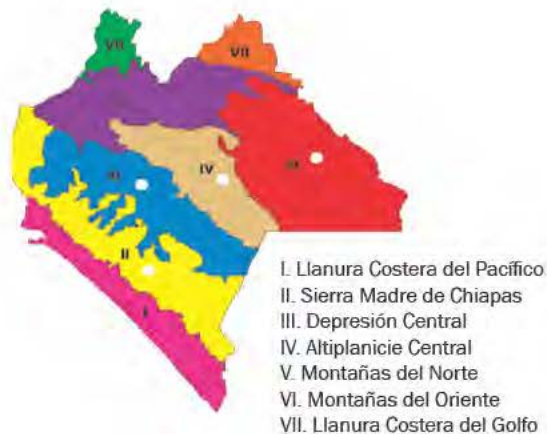 VII
VII
IV
II
I
I. Llanura Costera del Pacífico
II. Sierra Madre de Chiapas
III. Depresión Central
IV. Altiplanicie Central
V. Montañas del Norte
VI. Montañas del Oriente
VII. Llanura Costera del Golfo